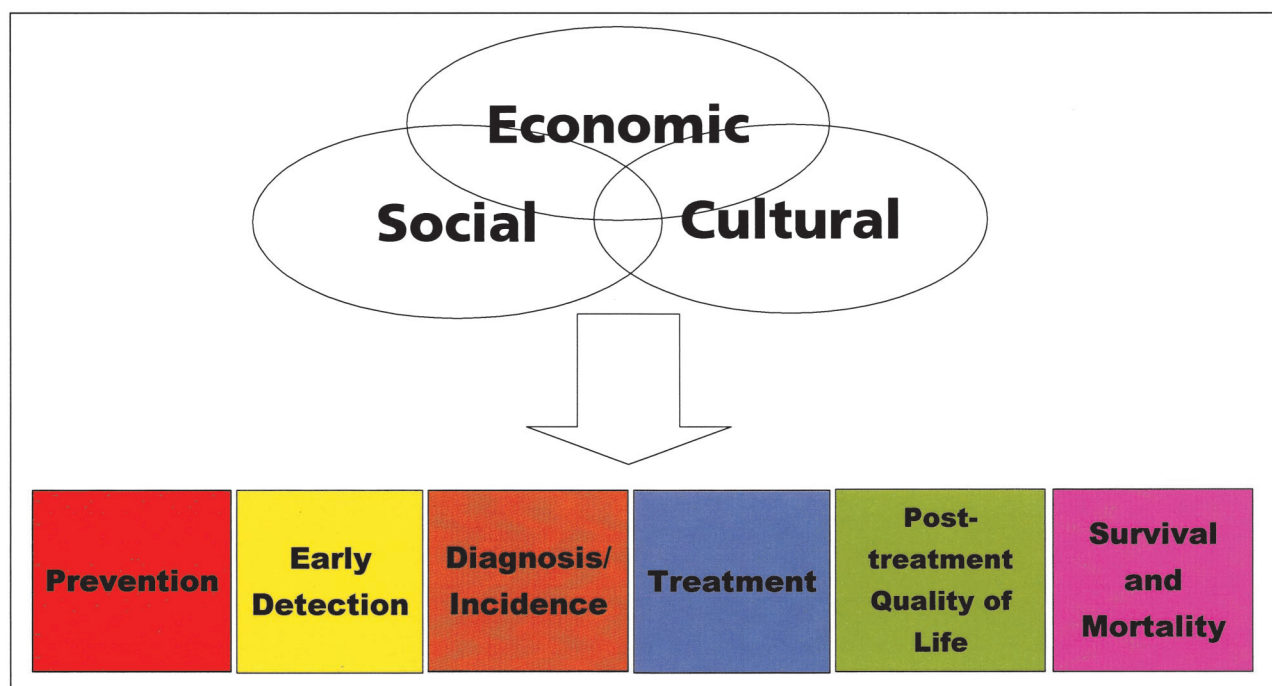 Economic
Social
Cultural
Prevention
Early
Detection
Diagnosis/
Incidence
Treatment
Post-
treatment
Quality of
Life
Survival
and
Mortality